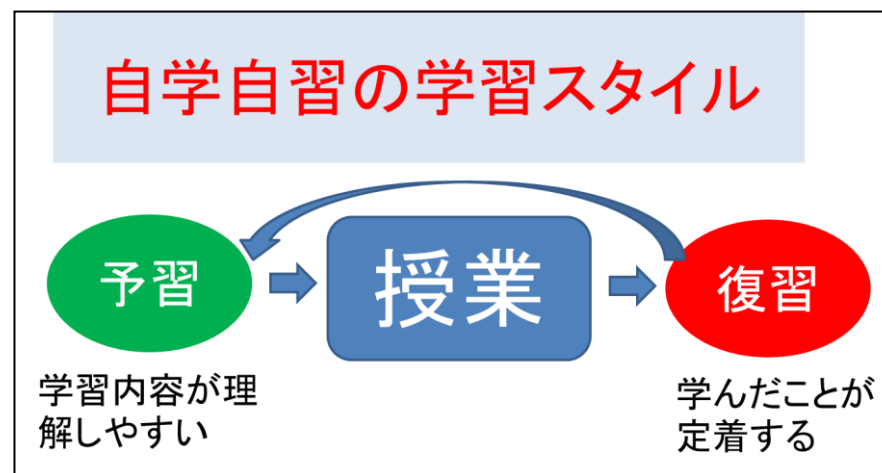 自学自習の学習スタイル
予習
授業
復習
学習内容が理
解しやすい
学んだことが
定着する